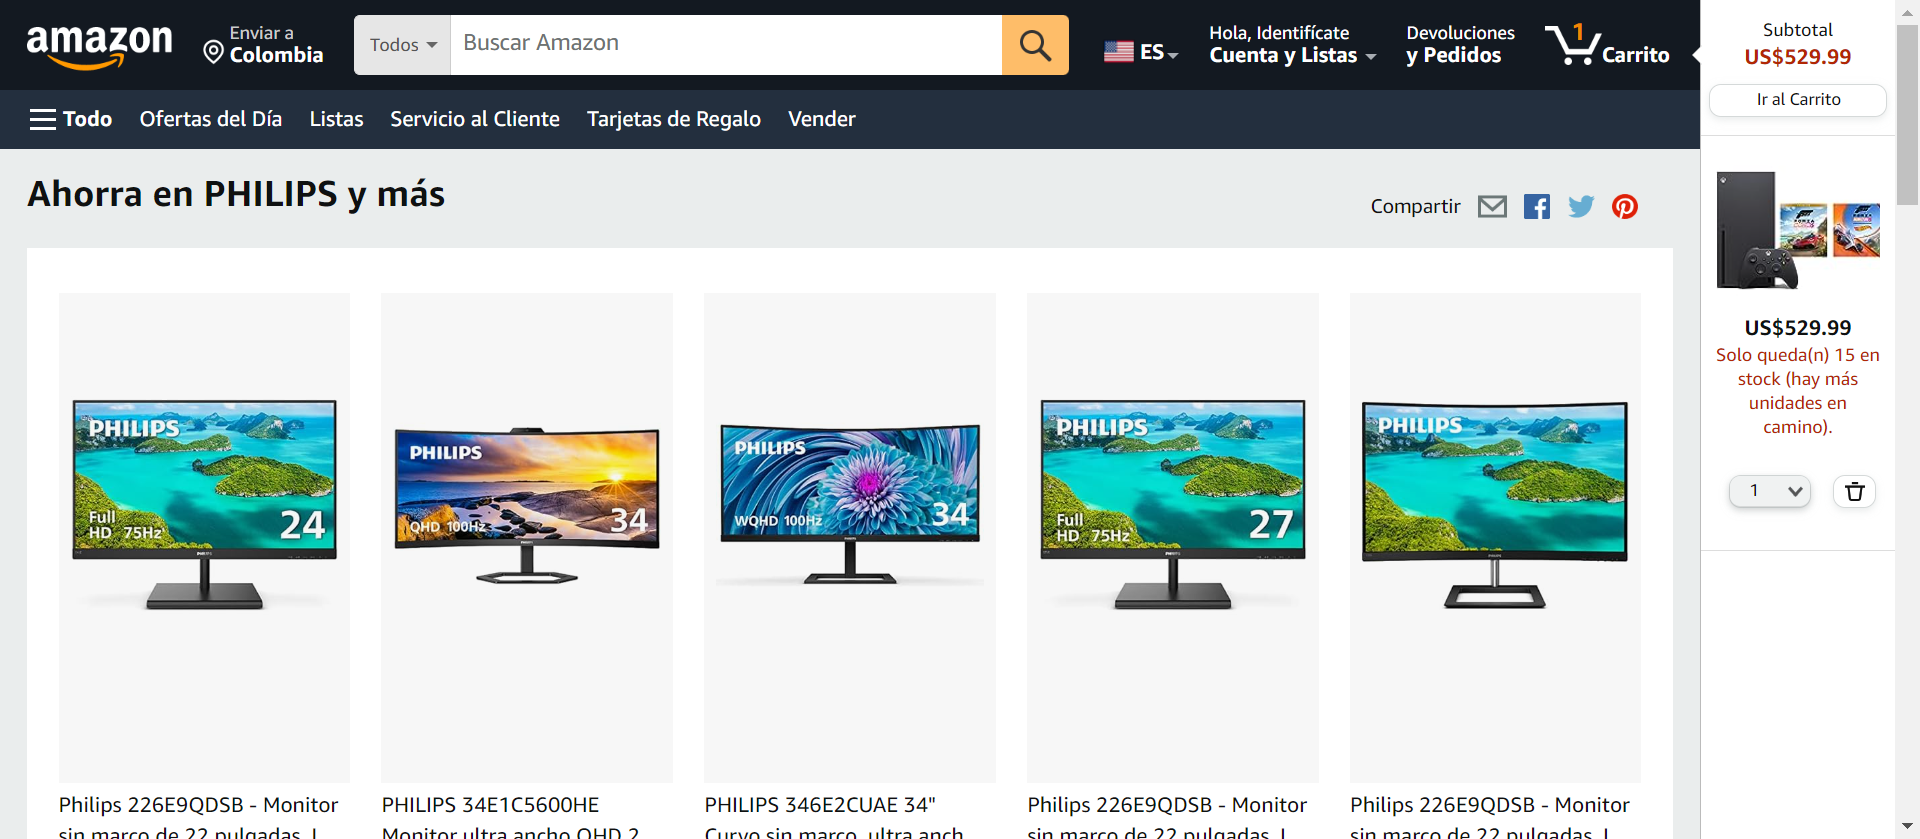 amazon
Enviar a
Colombia
Todos
Buscar Amazon
ES
Hola, Identifícate
Cuenta y Listas
Devoluciones
y Pedidos
1
Carrito
Subtotal
US$529.99
Ir al Carrito
Todo
Ofertas del Día
Listas
Servicio al Cliente
Tarjetas de Regalo
Vender
Ahorra en PHILIPS y más
Compartir
PHILIPS
Full
HD 75Hz
24
PHILIPS
QHD 100Hz
34
PHILIPS
WQHD 100Hz
34
PHILIPS
Full
HD 75Hz
27
PHILIPS
US$529.99
Solo queda(n) 15 en
stock (hay más
unidades en
camino).
1
Philips 226E9QDSB - Monitor
sin marco de 22 pulgadas, I
PHILIPS 34E1C5600HE
Monitor ultra ancho QHD 2
PHILIPS 346E2CUAE 34"
Curvo sin marco, ultra anch
Philips 226E9QDSB - Monitor
sin marco de 22 pulgadas, I
Philips 226E9QDSB - Monitor
sin marco de 22 pulgadas, I